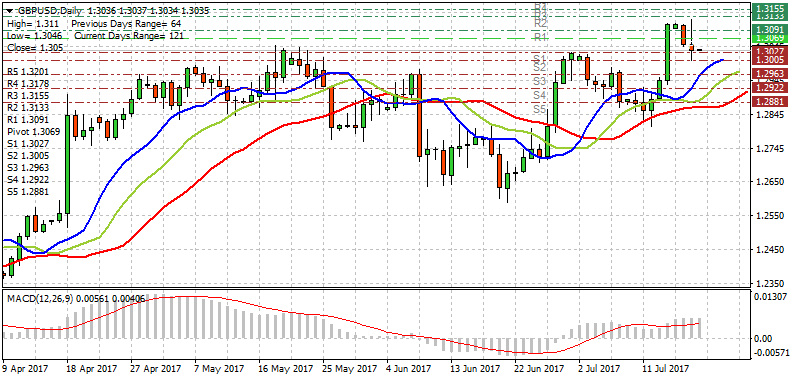 GBPUSD,Daily 1.3036 1.3037 1.3034 1.3035
High= 1.311 Previous Days Range= 64
Low= 1.3046 Current Days Range= 121
Close= 1.305
R5 1.3201
R4 1.3178
R3 1.3155
R2 1.3133
R1 1.3091
Pivot 1.3069
S1 1.3027
S2 1.3005
S3 1.2963
S4 1.2922
S5 1.2881
R2
R1
S1
S2
S3
S4
S5
1.3155
1.3133
1.3091
1.3069
1.3027
1.3005
1.2963
1.2922
1.2881
1.2845
1.2745
1.2650
1.2550
1.2450
1.2350
MACD(12,26,9) 0.00561 0.00406
0.01307
0.00
-0.00571
9 Apr 2017
18 Apr 2017
27 Apr 2017
7 May 2017
16 May 2017
25 May 2017
4 Jun 2017
13 Jun 2017
22 Jun 2017
2 Jul 2017
11 Jul 2017